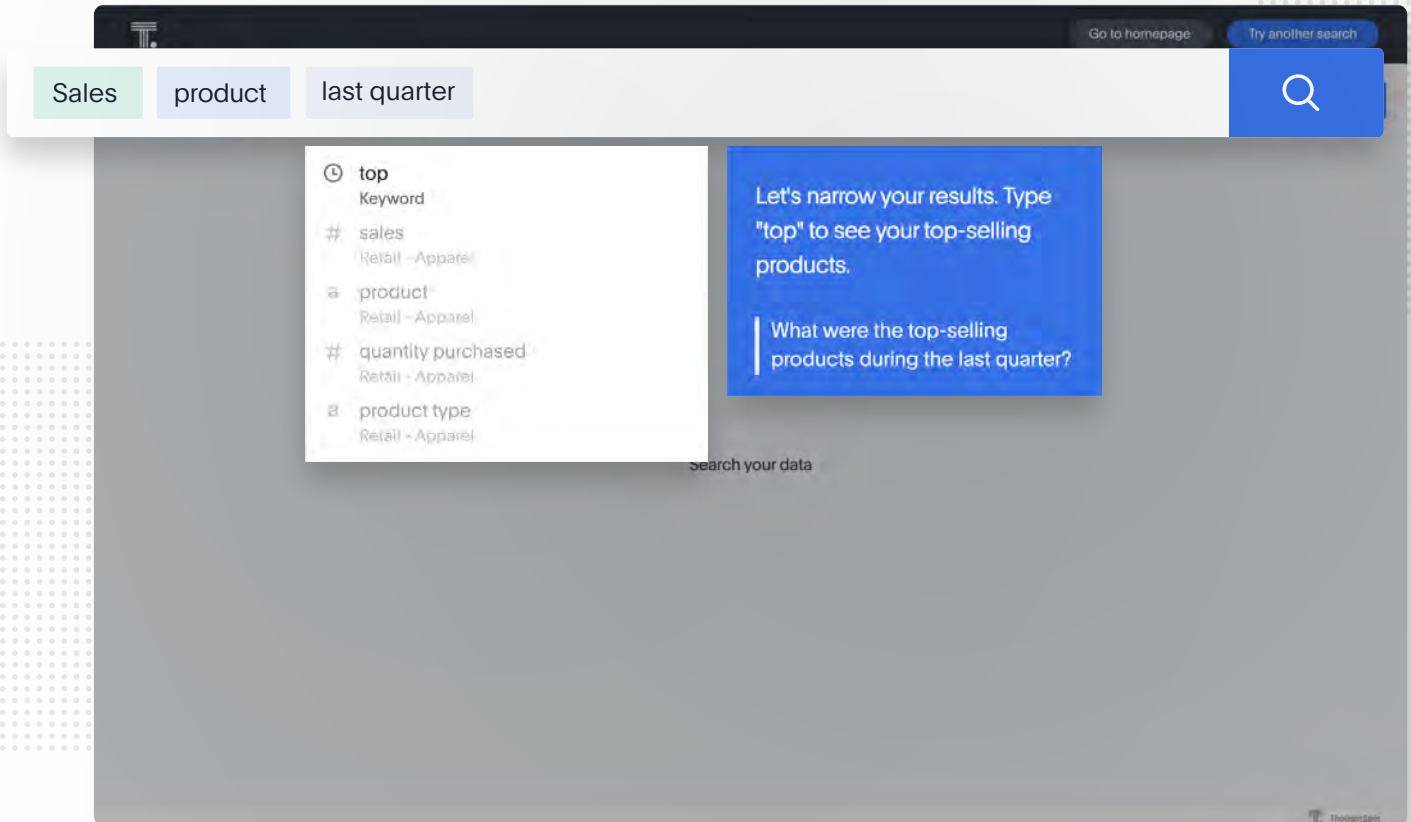 T.
Go to homepage
Try another search
Sales product last quarter
top
Keyword
# sales
Retail - Apparel
a product
Retail - Apparel
# quantity purchased
Retail - Apparel
a product type
Retail - Apparel
Let's narrow your results. Type
"top" to see your top-selling
products.
What were the top-selling
products during the last quarter?
Search your data
T. ThoughtSpot